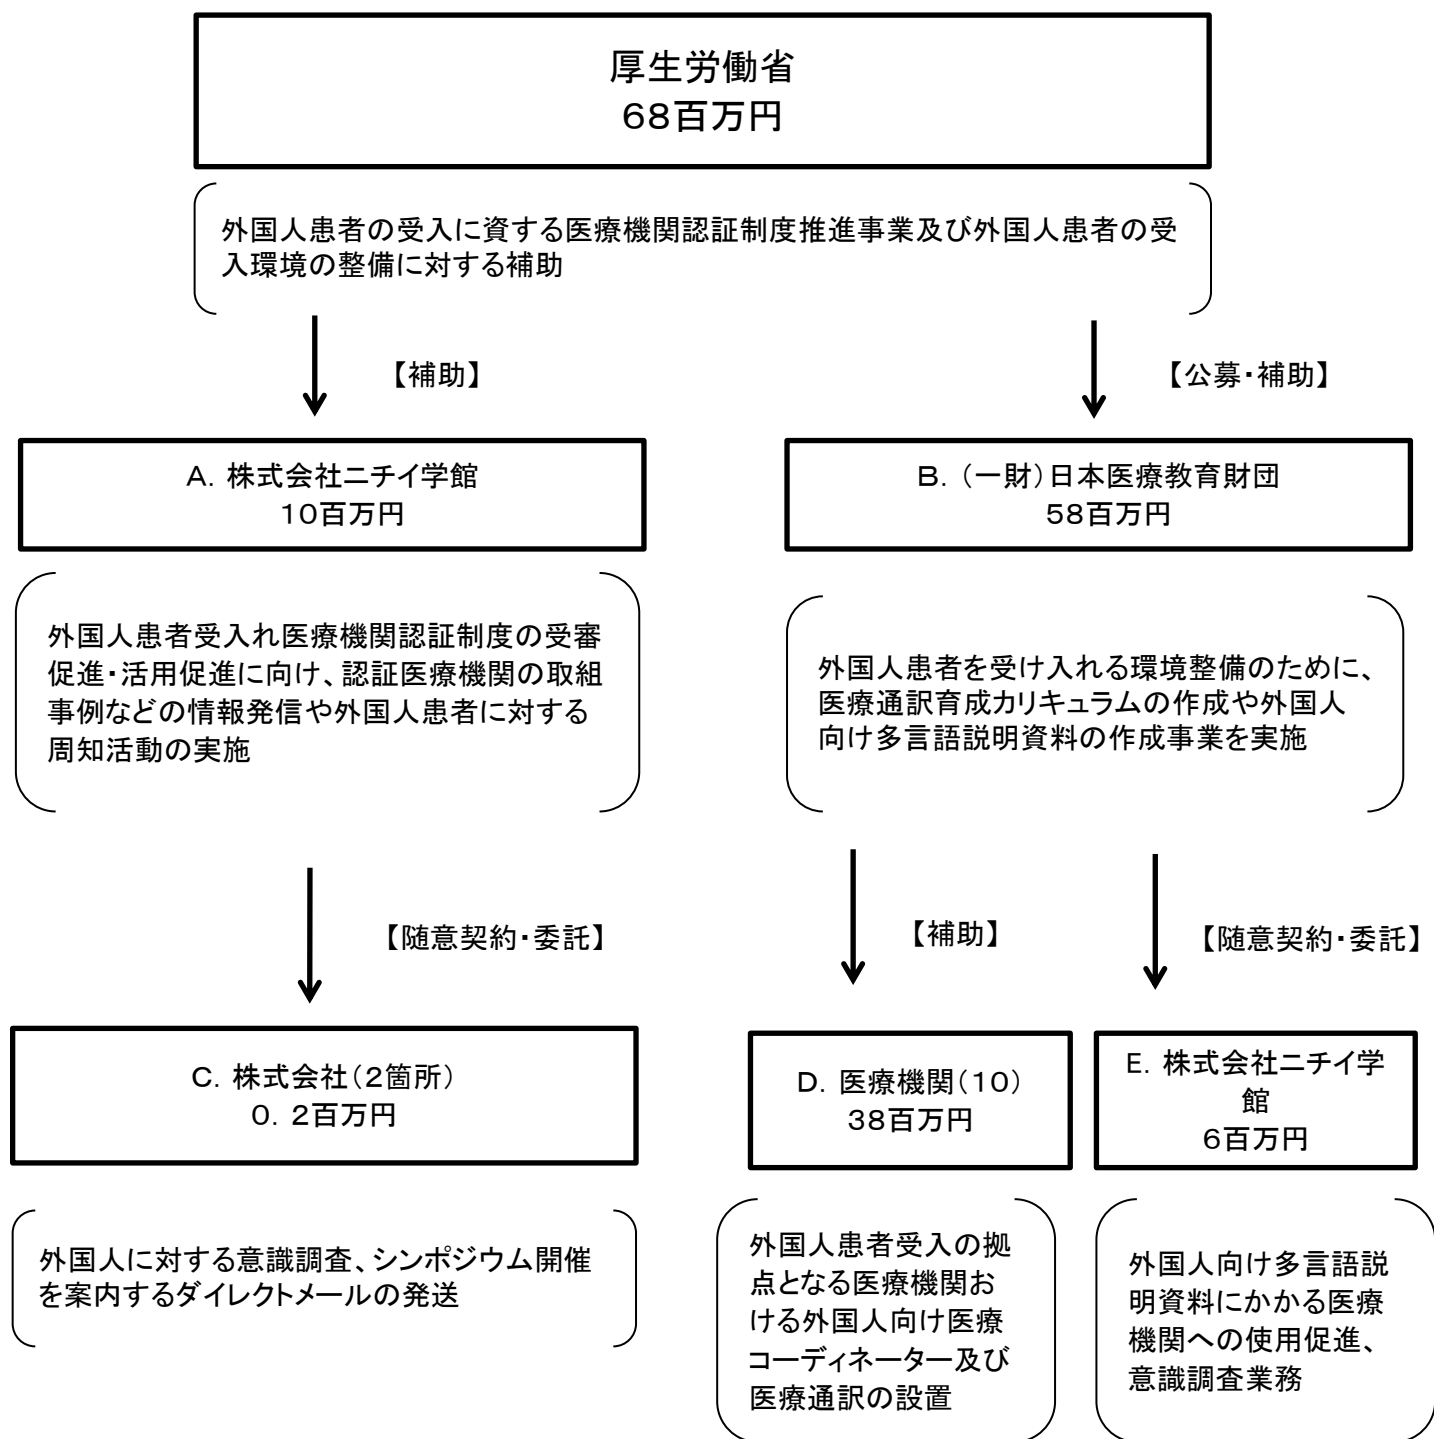 厚生労働省
68百万円
外国人患者の受入に資する医療機関認証制度推進事業及び外国人患者の受
入環境の整備に対する補助
【補助】
【公募・補助】
A. 株式会社ニチイ学館
10百万円
B. (一財)日本医療教育財団
58百万円
外国人患者受入れ医療機関認証制度の受審
促進・活用促進に向け、認証医療機関の取組
事例などの情報発信や外国人患者に対する
周知活動の実施
外国人患者を受け入れる環境整備のために、
医療通訳育成カリキュラムの作成や外国人
向け多言語説明資料の作成事業を実施
【随意契約・委託】
【補助】
【随意契約・委託】
C. 株式会社(2箇所)
0. 2百万円
D. 医療機関(10)
38百万円
E. 株式会社ニチイ学
館
6百万円
外国人に対する意識調査、シンポジウム開催
を案内するダイレクトメールの発送
外国人患者受入の拠
点となる医療機関お
ける外国人向け医療
コーディネーター及び
医療通訳の設置
外国人向け多言語説
明資料にかかる医療
機関への使用促進、
意識調査業務